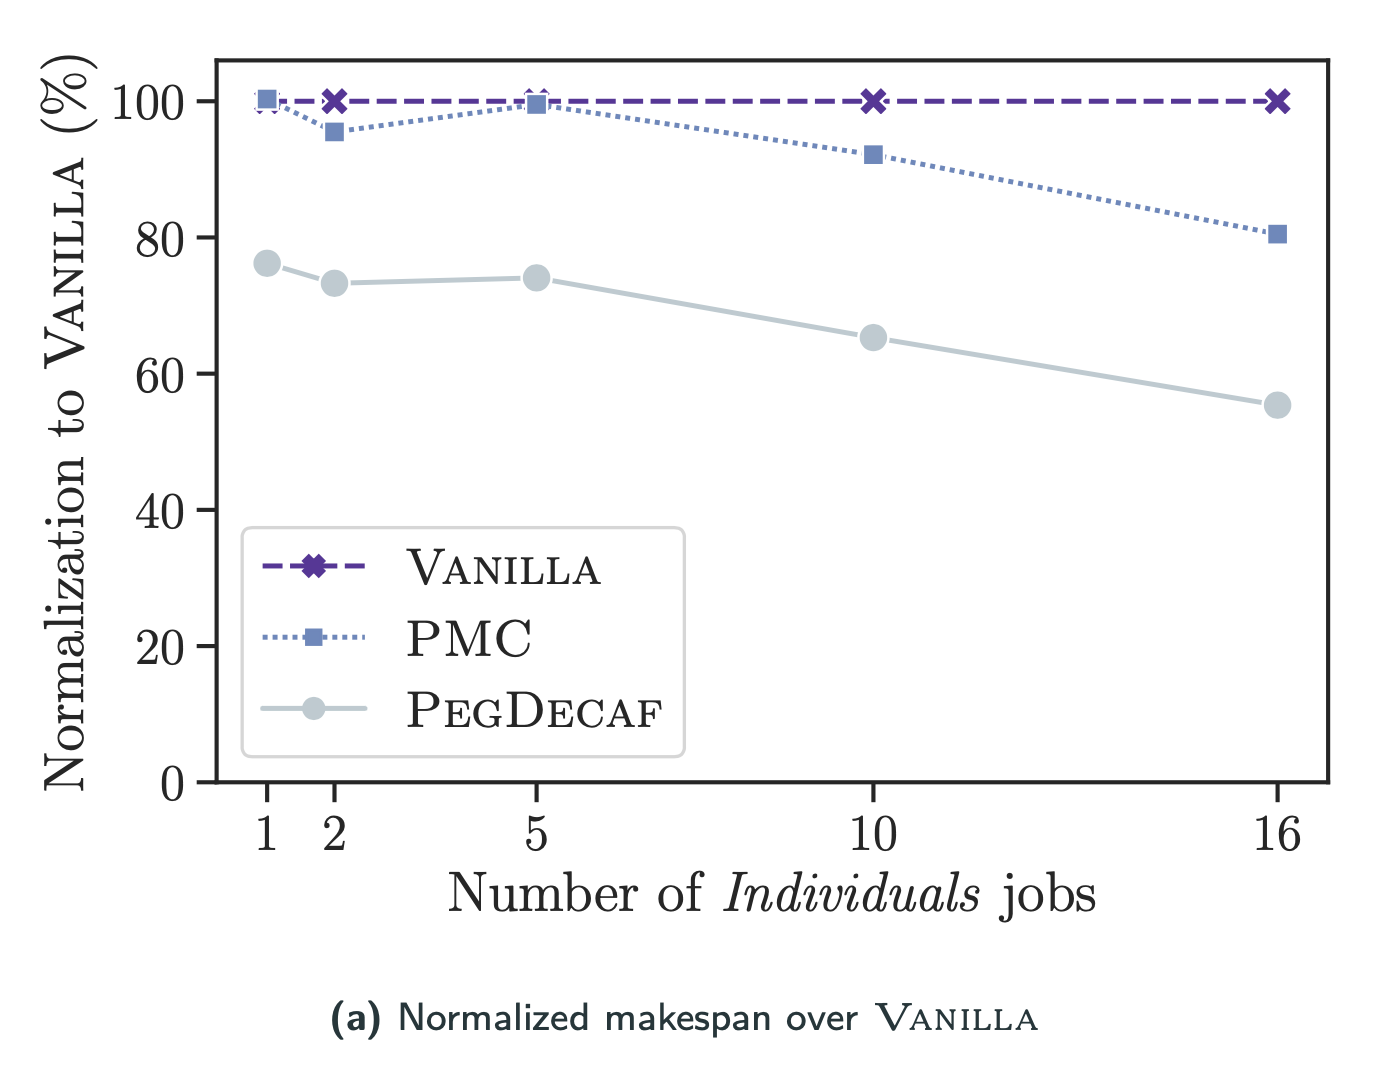 Normalization to VANILLA (%)
100
80
60
40
20
0
VANILLA
PMC
PEGDECAF
1 2 5 10 16
Number of Individuals jobs
(a) Normalized makespan over VANILLA